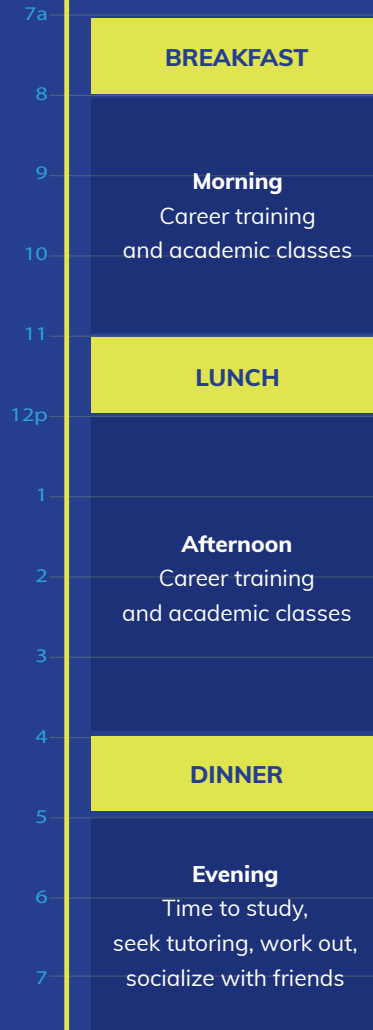 7a
BREAKFAST
8
9
Morning
Career training
10
and academic classes
11
LUNCH
12p
1
Afternoon
2
Career training
and academic classes
3
4
DINNER
5
Evening
6
Time to study,
seek tutoring, work out,
7
socialize with friends